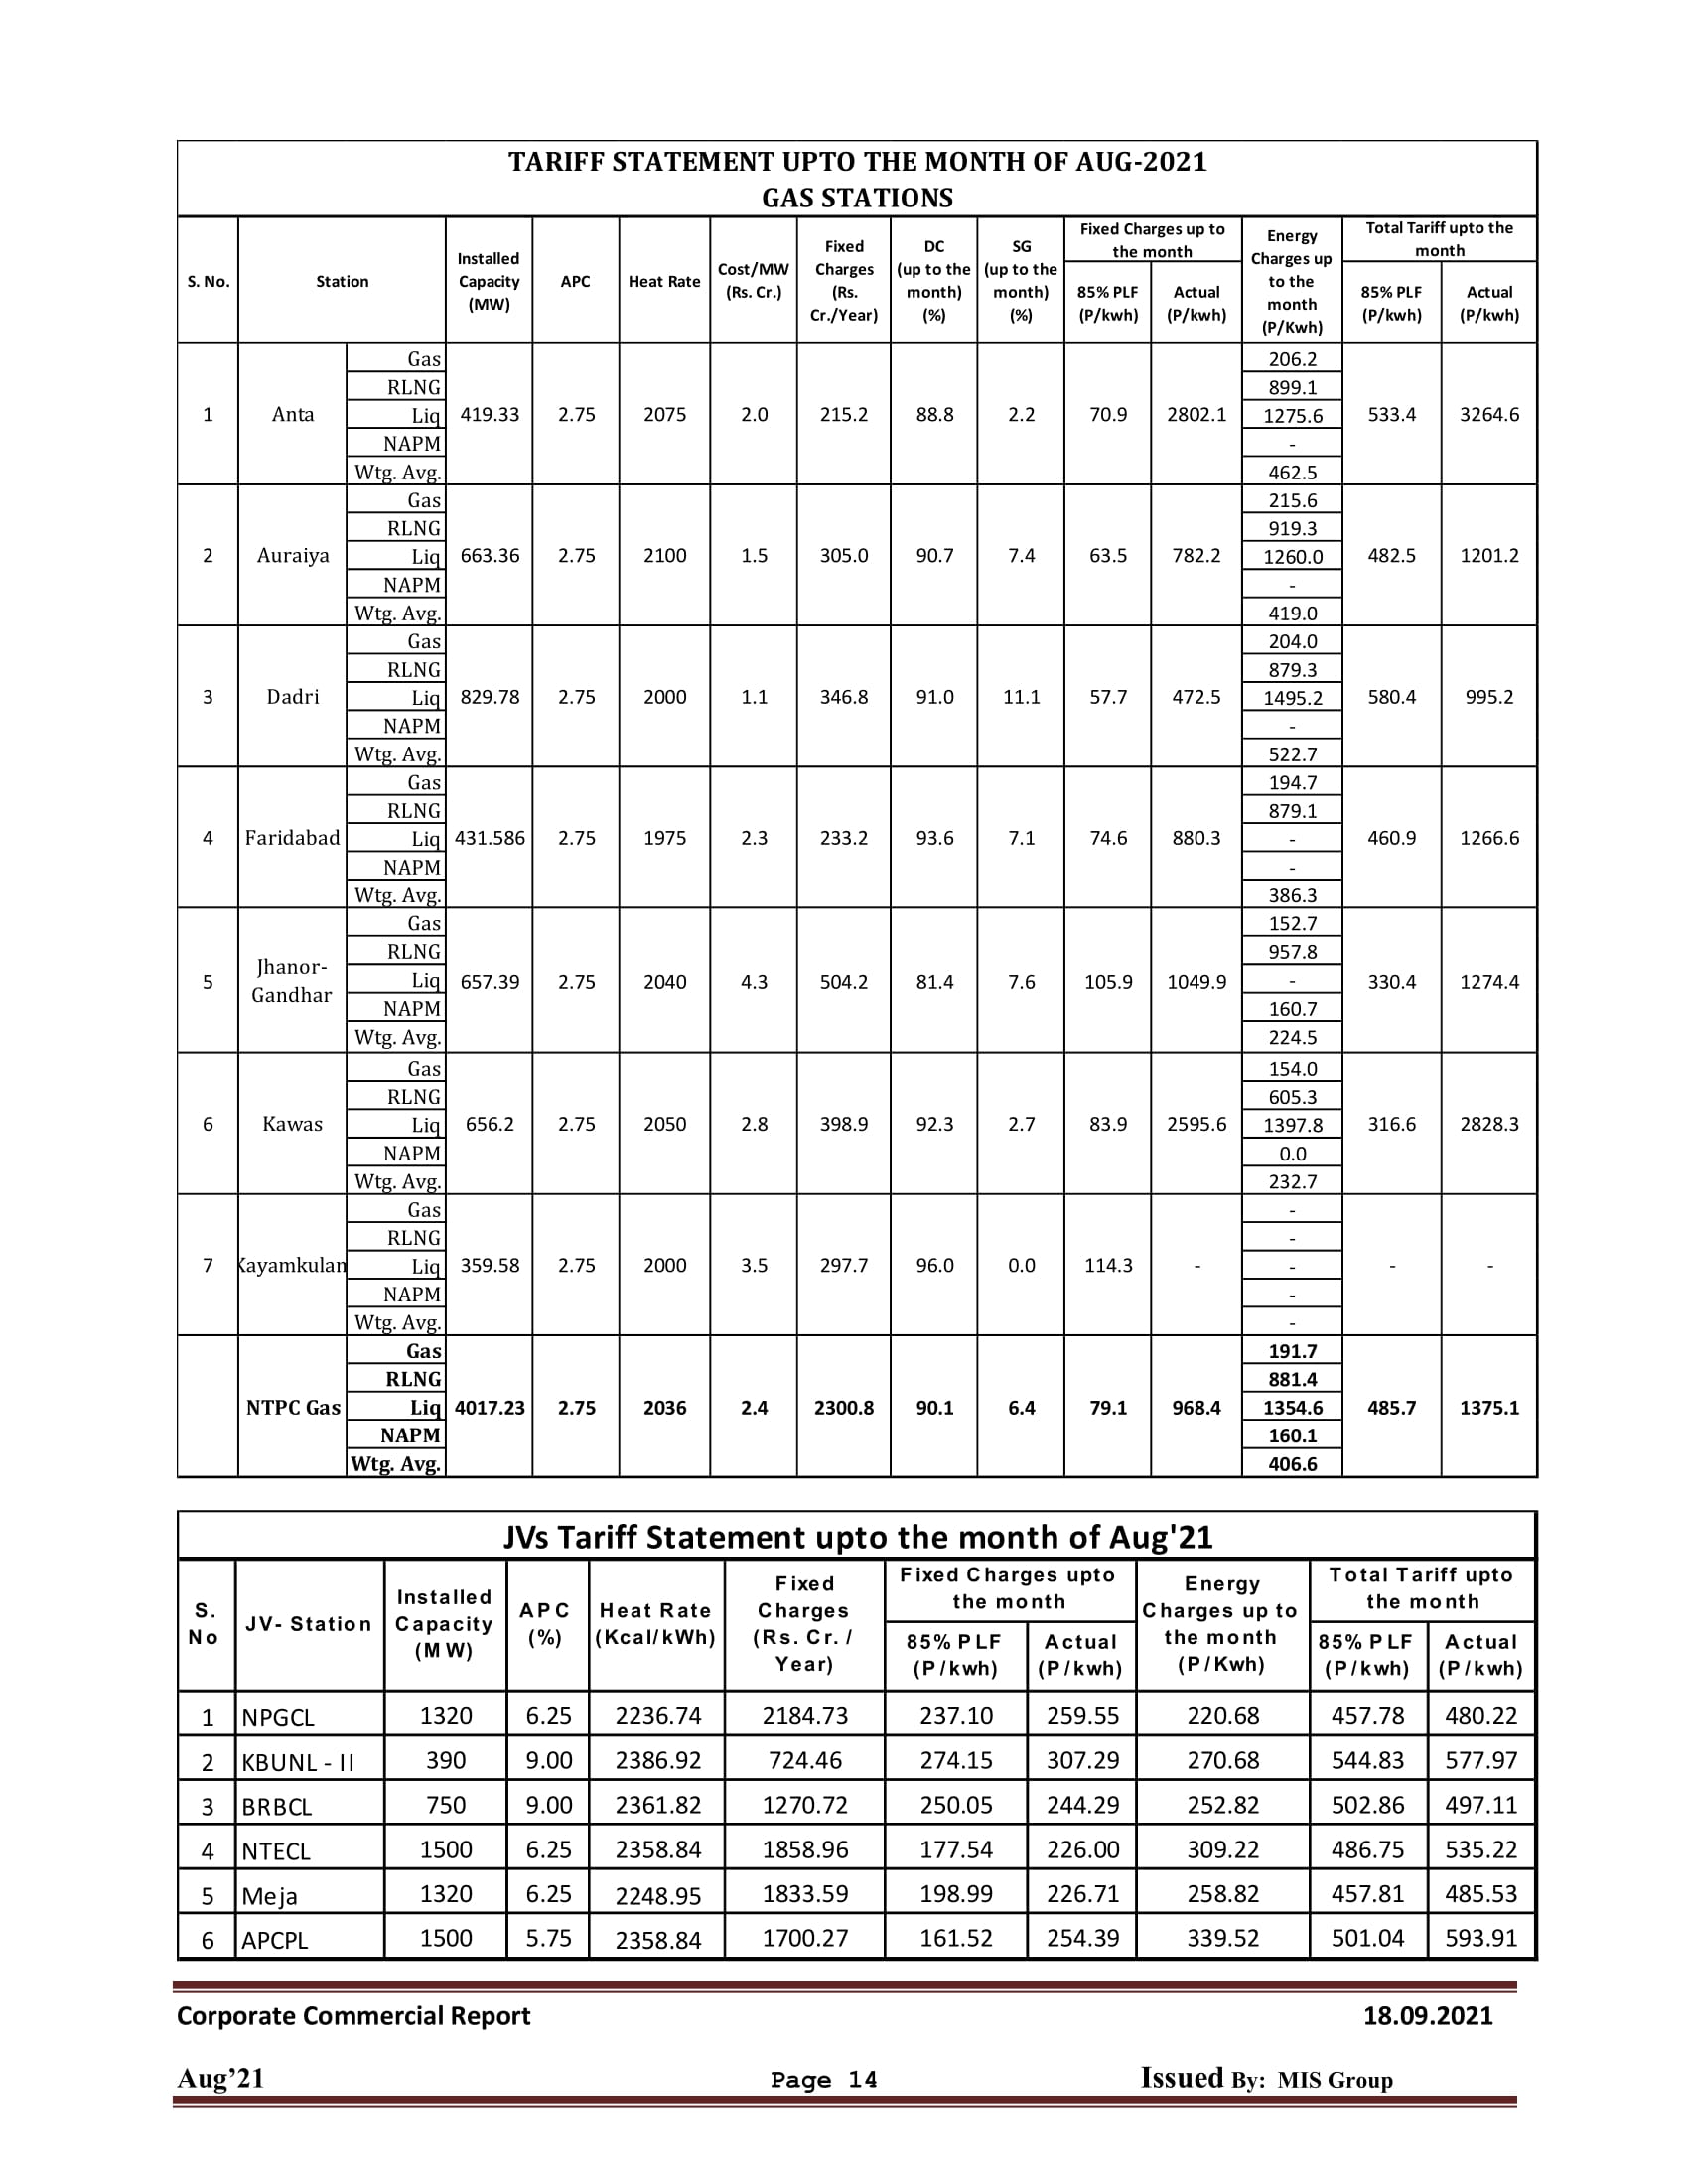 TARIFF STATEMENT UPTO THE MONTH OF AUG-2021
GAS STATIONS
S. No. Station Installed Capacity (MW) APC Heat Rate Cost/MW (Rs. Cr.) Fixed Charges (Rs. Cr./Year) DC (up to the month) (%) SG (up to the month) (%) Fixed Charges up to the month Energy Charges up to the month (P/Kwh) Total Tariff upto the month
85% PLF (P/kwh) Actual (P/kwh) 85% PLF (P/kwh) Actual (P/kwh)
Gas 206.2
RLNG 899.1
1 Anta Liq 419.33 2.75 2075 2.0 215.2 88.8 2.2 70.9 2802.1 1275.6 533.4 3264.6
NAPM -
Wtg. Avg. 462.5
Gas 215.6
RLNG 919.3
2 Auraiya Liq 663.36 2.75 2100 1.5 305.0 90.7 7.4 63.5 782.2 1260.0 482.5 1201.2
NAPM -
Wtg. Avg. 419.0
Gas 204.0
RLNG 879.3
3 Dadri Liq 829.78 2.75 2000 1.1 346.8 91.0 11.1 57.7 472.5 1495.2 580.4 995.2
NAPM -
Wtg. Avg. 522.7
Gas 194.7
RLNG 879.1
4 Faridabad Liq 431.586 2.75 1975 2.3 233.2 93.6 7.1 74.6 880.3 - 460.9 1266.6
NAPM -
Wtg. Avg. 386.3
Gas 152.7
RLNG 957.8
5 Jhanor-Gandhar Liq 657.39 2.75 2040 4.3 504.2 81.4 7.6 105.9 1049.9 - 330.4 1274.4
NAPM 160.7
Wtg. Avg. 224.5
Gas 154.0
RLNG 605.3
6 Kawas Liq 656.2 2.75 2050 2.8 398.9 92.3 2.7 83.9 2595.6 1397.8 316.6 2828.3
NAPM 0.0
Wtg. Avg. 232.7
Gas -
RLNG -
7 Kayamkulam Liq 359.58 2.75 2000 3.5 297.7 96.0 0.0 114.3 - - - -
NAPM -
Wtg. Avg. -
Gas 191.7
RLNG 881.4
NTPC Gas Liq 4017.23 2.75 2036 2.4 2300.8 90.1 6.4 79.1 968.4 1354.6 485.7 1375.1
NAPM 160.1
Wtg. Avg. 406.6
JVs Tariff Statement upto the month of Aug'21
S. No JV- Station Installed Capacity (MW) APC (%) Heat Rate (Kcal/kWh) Fixed Charges (Rs. Cr. / Year) Fixed Charges upto the month Energy Charges up to the month (P/Kwh) Total Tariff upto the month
85% PLF (P/kwh) Actual (P/kwh) 85% PLF (P/kwh) Actual (P/kwh)
1 NPGCL 1320 6.25 2236.74 2184.73 237.10 259.55 220.68 457.78 480.22
2 KBUNL - II 390 9.00 2386.92 724.46 274.15 307.29 270.68 544.83 577.97
3 BRBCL 750 9.00 2361.82 1270.72 250.05 244.29 252.82 502.86 497.11
4 NTECL 1500 6.25 2358.84 1858.96 177.54 226.00 309.22 486.75 535.22
5 Meja 1320 6.25 2248.95 1833.59 198.99 226.71 258.82 457.81 485.53
6 APCPL 1500 5.75 2358.84 1700.27 161.52 254.39 339.52 501.04 593.91
Corporate Commercial Report 18.09.2021
Aug’21 Page 14 Issued By: MIS Group